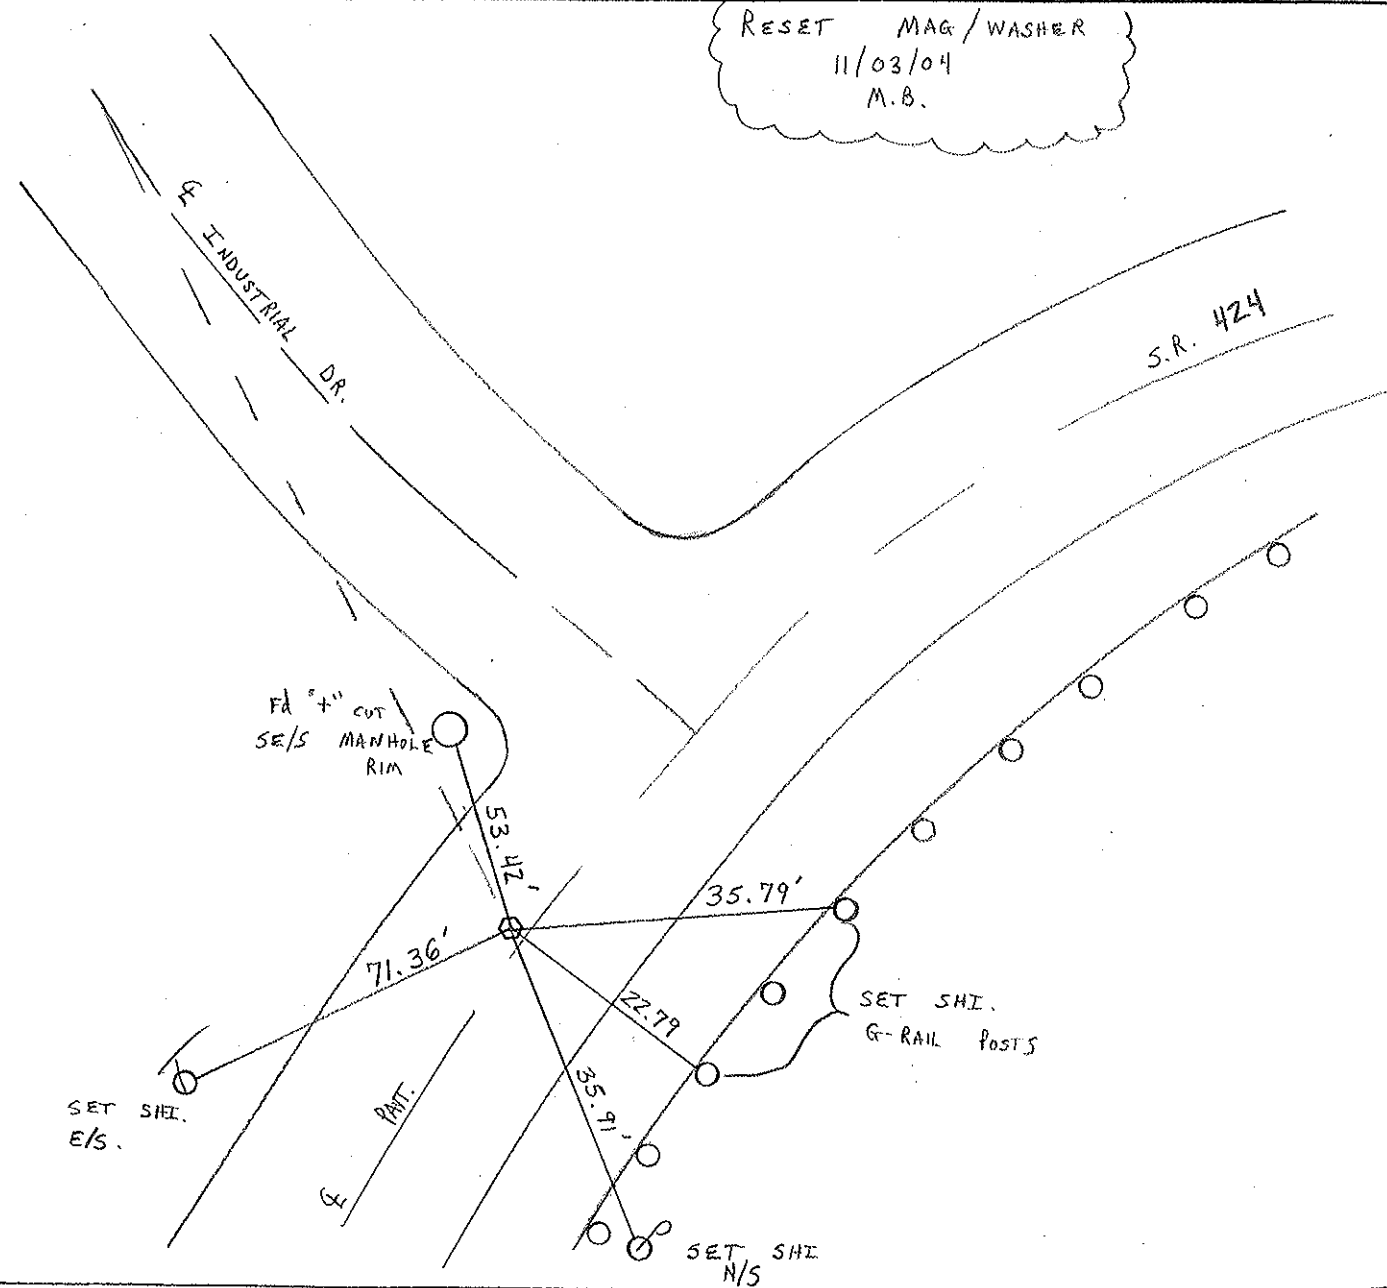 RESET MAG/WASHER
11/03/04
M.B.
℄ INDUSTRIAL DR.
S.R. 424
Fd "+" CUT
SE/S MANHOLE
RIM
53.42'
35.79'
71.36'
22.79
35.91'
SET SHI.
G-RAIL POSTS
SET SHI.
E/S.
℄ PAVT.
SET SHI
N/S